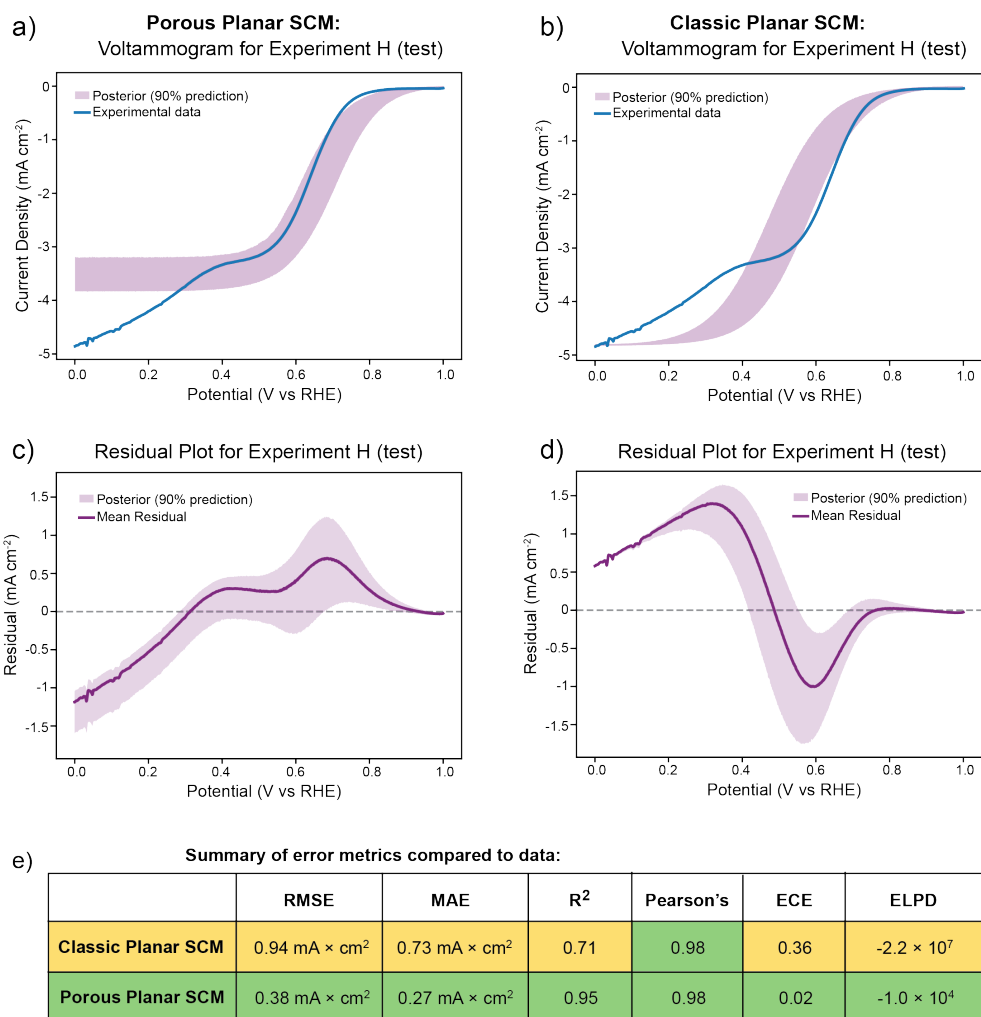 a)
Porous Planar SCM:
Voltammogram for Experiment H (test)
Posterior (90% prediction)
Experimental data
Current Density (mA cm⁻²)
0
-1
-2
-3
-4
-5
0.0 0.2 0.4 0.6 0.8 1.0
Potential (V vs RHE)
b)
Classic Planar SCM:
Voltammogram for Experiment H (test)
Posterior (90% prediction)
Experimental data
Current Density (mA cm⁻²)
0
-1
-2
-3
-4
-5
0.0 0.2 0.4 0.6 0.8 1.0
Potential (V vs RHE)
c)
Residual Plot for Experiment H (test)
Posterior (90% prediction)
Mean Residual
Residual (mA cm⁻²)
1.5
1
0.5
0
-0.5
-1
-1.5
0.0 0.2 0.4 0.6 0.8 1.0
Potential (V vs RHE)
d)
Residual Plot for Experiment H (test)
Posterior (90% prediction)
Mean Residual
Residual (mA cm⁻²)
1.5
1
0.5
0
-0.5
-1
-1.5
0.0 0.2 0.4 0.6 0.8 1.0
Potential (V vs RHE)
e)
Summary of error metrics compared to data:
RMSE MAE R² Pearson's ECE ELPD
Classic Planar SCM 0.94 mA × cm² 0.73 mA × cm² 0.71 0.98 0.36 -2.2 × 10⁷
Porous Planar SCM 0.38 mA × cm² 0.27 mA × cm² 0.95 0.98 0.02 -1.0 × 10⁴